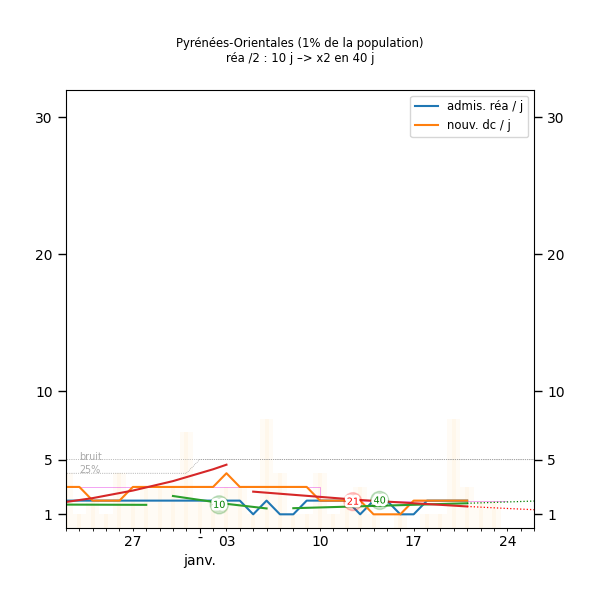 Pyrénées-Orientales (1% de la population)
réa /2 : 10 j –> x2 en 40 j
admis. réa / j
nouv. dc / j
30 30
20 20
10 10
5 5
1 1
bruit
25%
10 21 40
27 - 03 10 17 24
janv.